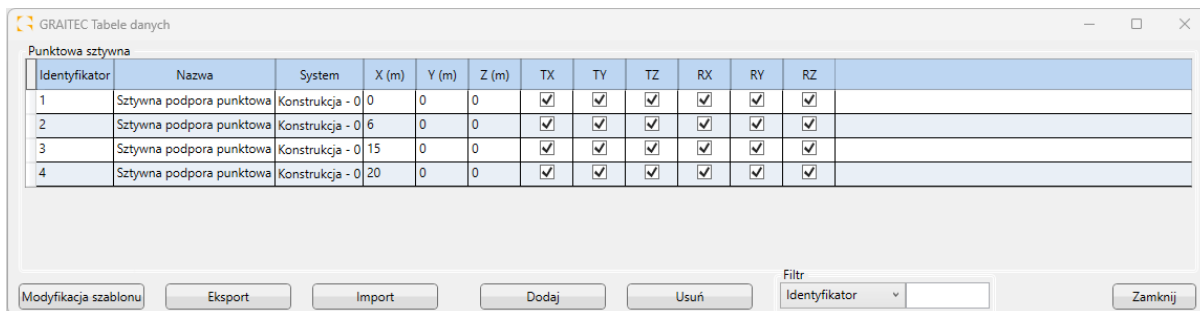 GRAITEC Tabele danych
Punktowa sztywna
Identyfikator Nazwa System X (m) Y (m) Z (m) TX TY TZ RX RY RZ
1 Sztywna podpora punktowa Konstrukcja - 0 0 0 0
2 Sztywna podpora punktowa Konstrukcja - 0 6 0 0
3 Sztywna podpora punktowa Konstrukcja - 0 15 0 0
4 Sztywna podpora punktowa Konstrukcja - 0 20 0 0
Filtr
Modyfikacja szablonu Eksport Import Dodaj Usuń Identyfikator Zamknij